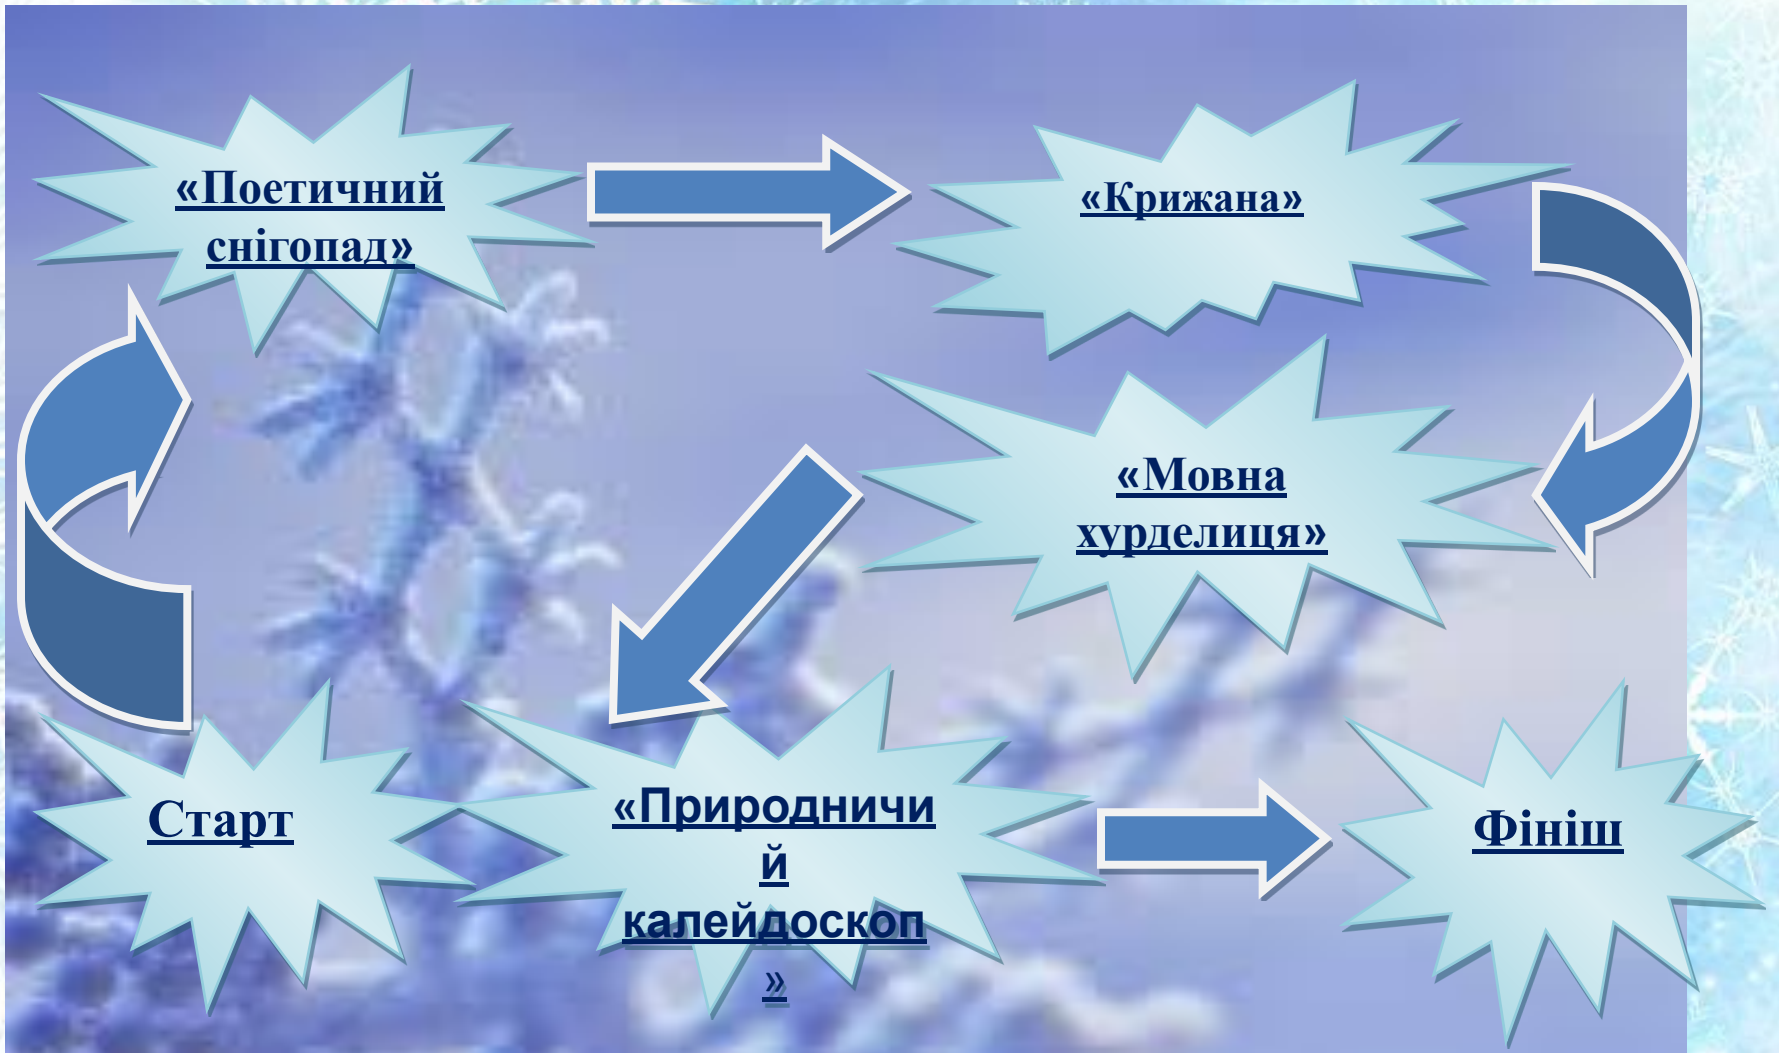 «Поетичний
снігопад»
«Крижана»
«Мовна
хурделиця»
Старт
«Природничи
й
калейдоскоп
»
Фініш